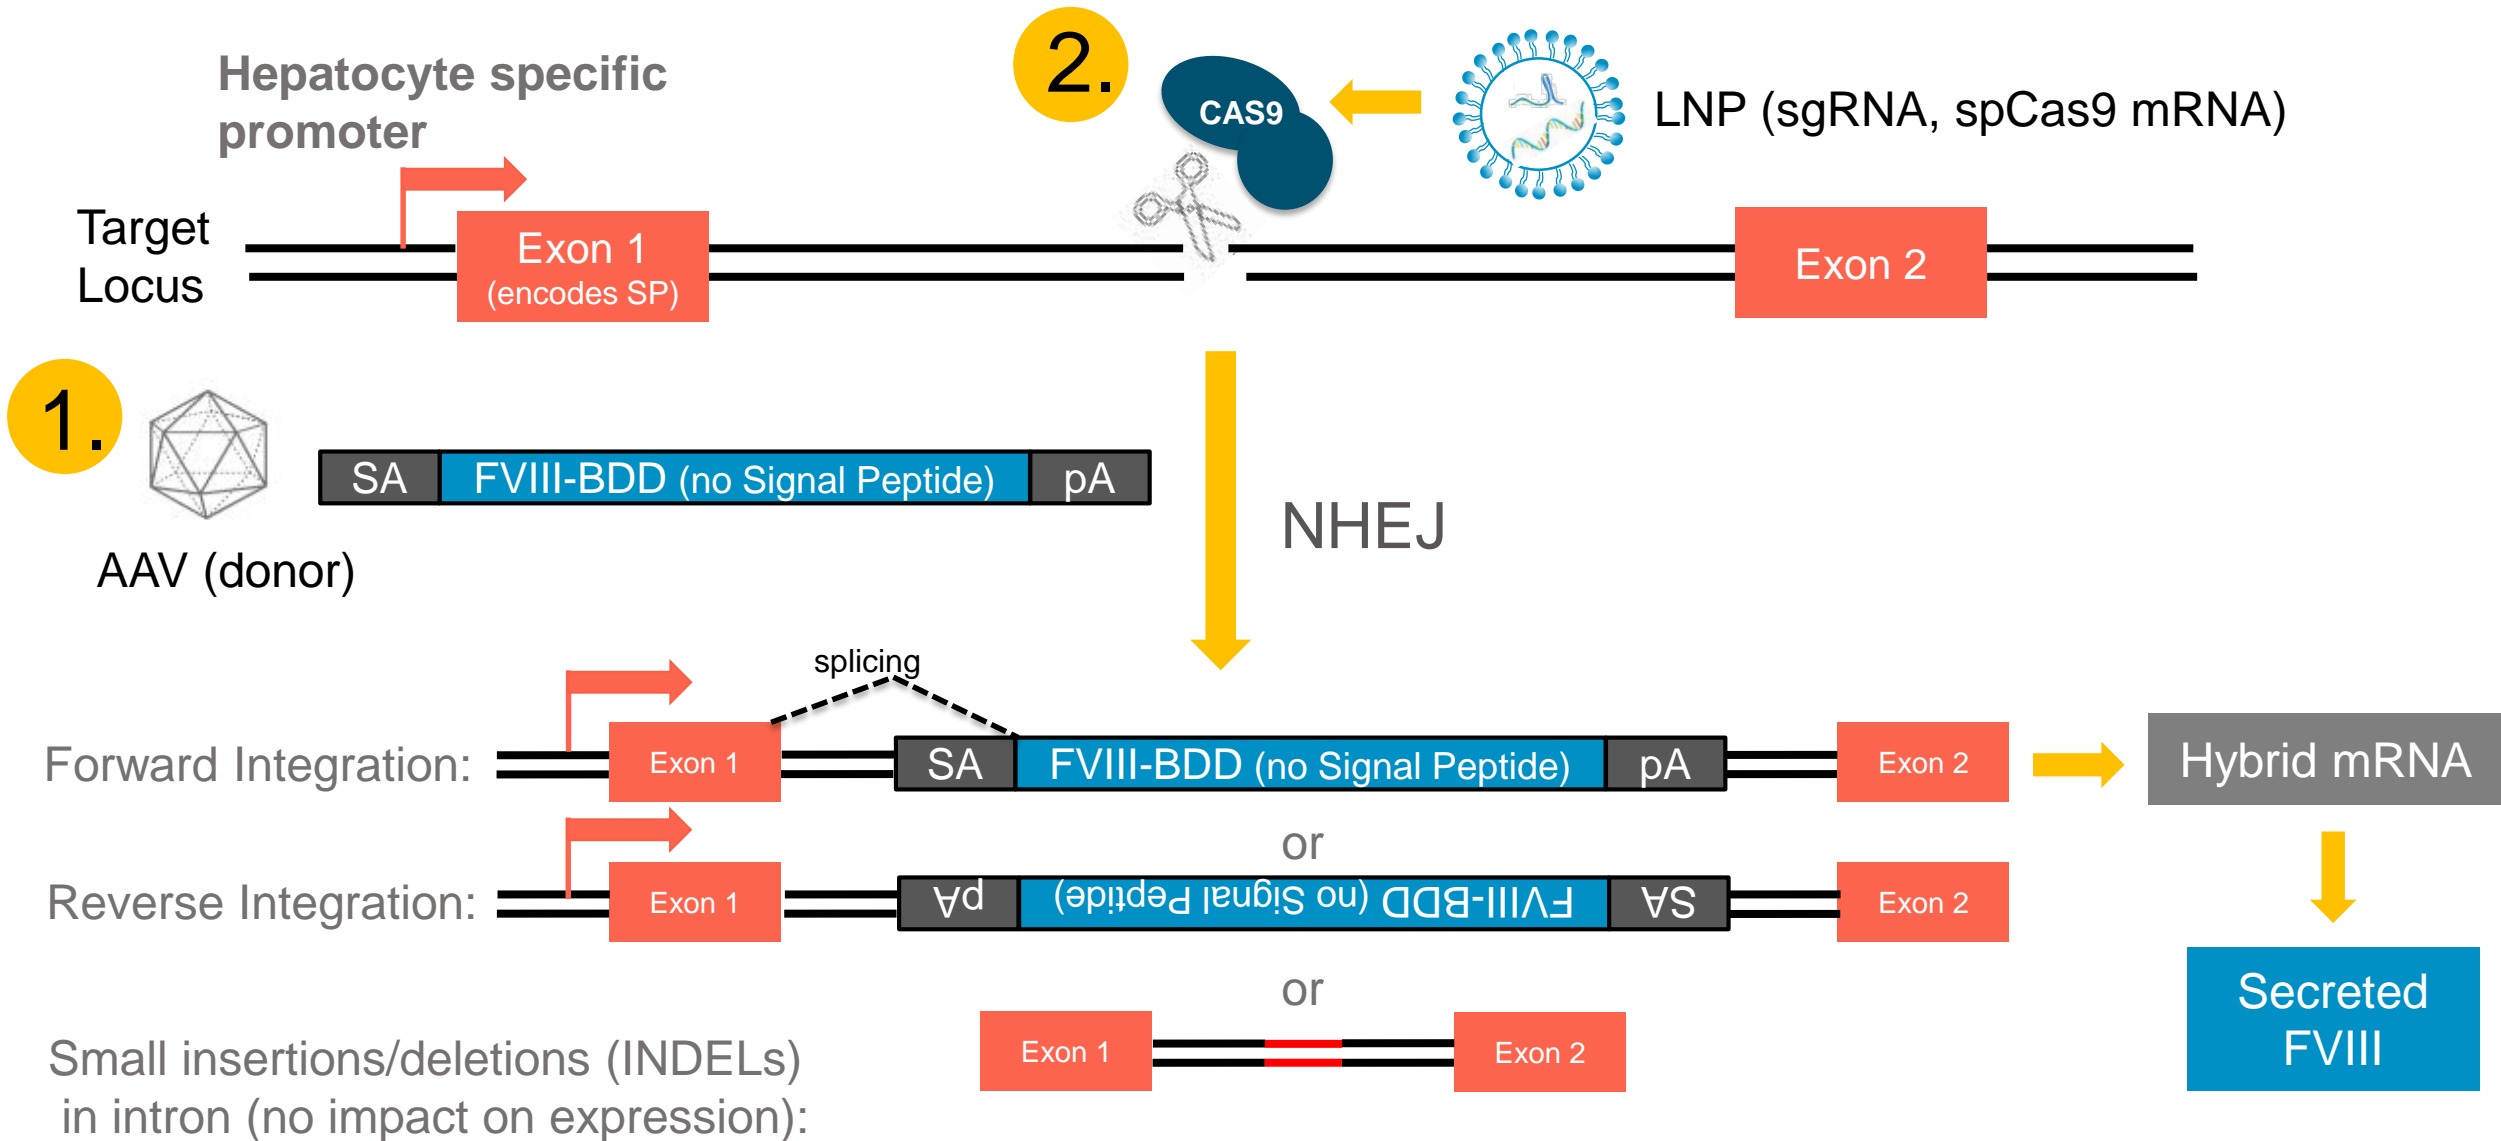 Hepatocyte specific
promoter
2.
CAS9
LNP (sgRNA, spCas9 mRNA)
Target
Locus
Exon 1
(encodes SP)
Exon 2
1.
SA
FVIII-BDD (no Signal Peptide)
pA
AAV (donor)
NHEJ
splicing
Forward Integration:
Exon 1
SA
FVIII-BDD (no Signal Peptide)
pA
Exon 2
Hybrid mRNA
or
Reverse Integration:
Exon 1
pA
FVIII-BDD (no Signal Peptide)
SA
Exon 2
or
Secreted
FVIII
Small insertions/deletions (INDELs)
in intron (no impact on expression):
Exon 1
Exon 2